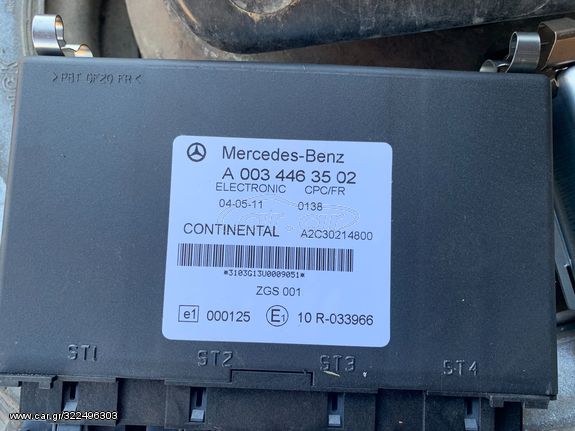 >PBT GF20 FR<
Mercedes-Benz
A 003 446 35 02
ELECTRONIC CPC/FR
04-05-11 0138
CONTINENTAL A2C30214800
*3103G13U0009051*
ZGS 001
e1 000125 E1 10 R-033966
ST1 ST2 ST3 ST4
www.car.gr/322496303